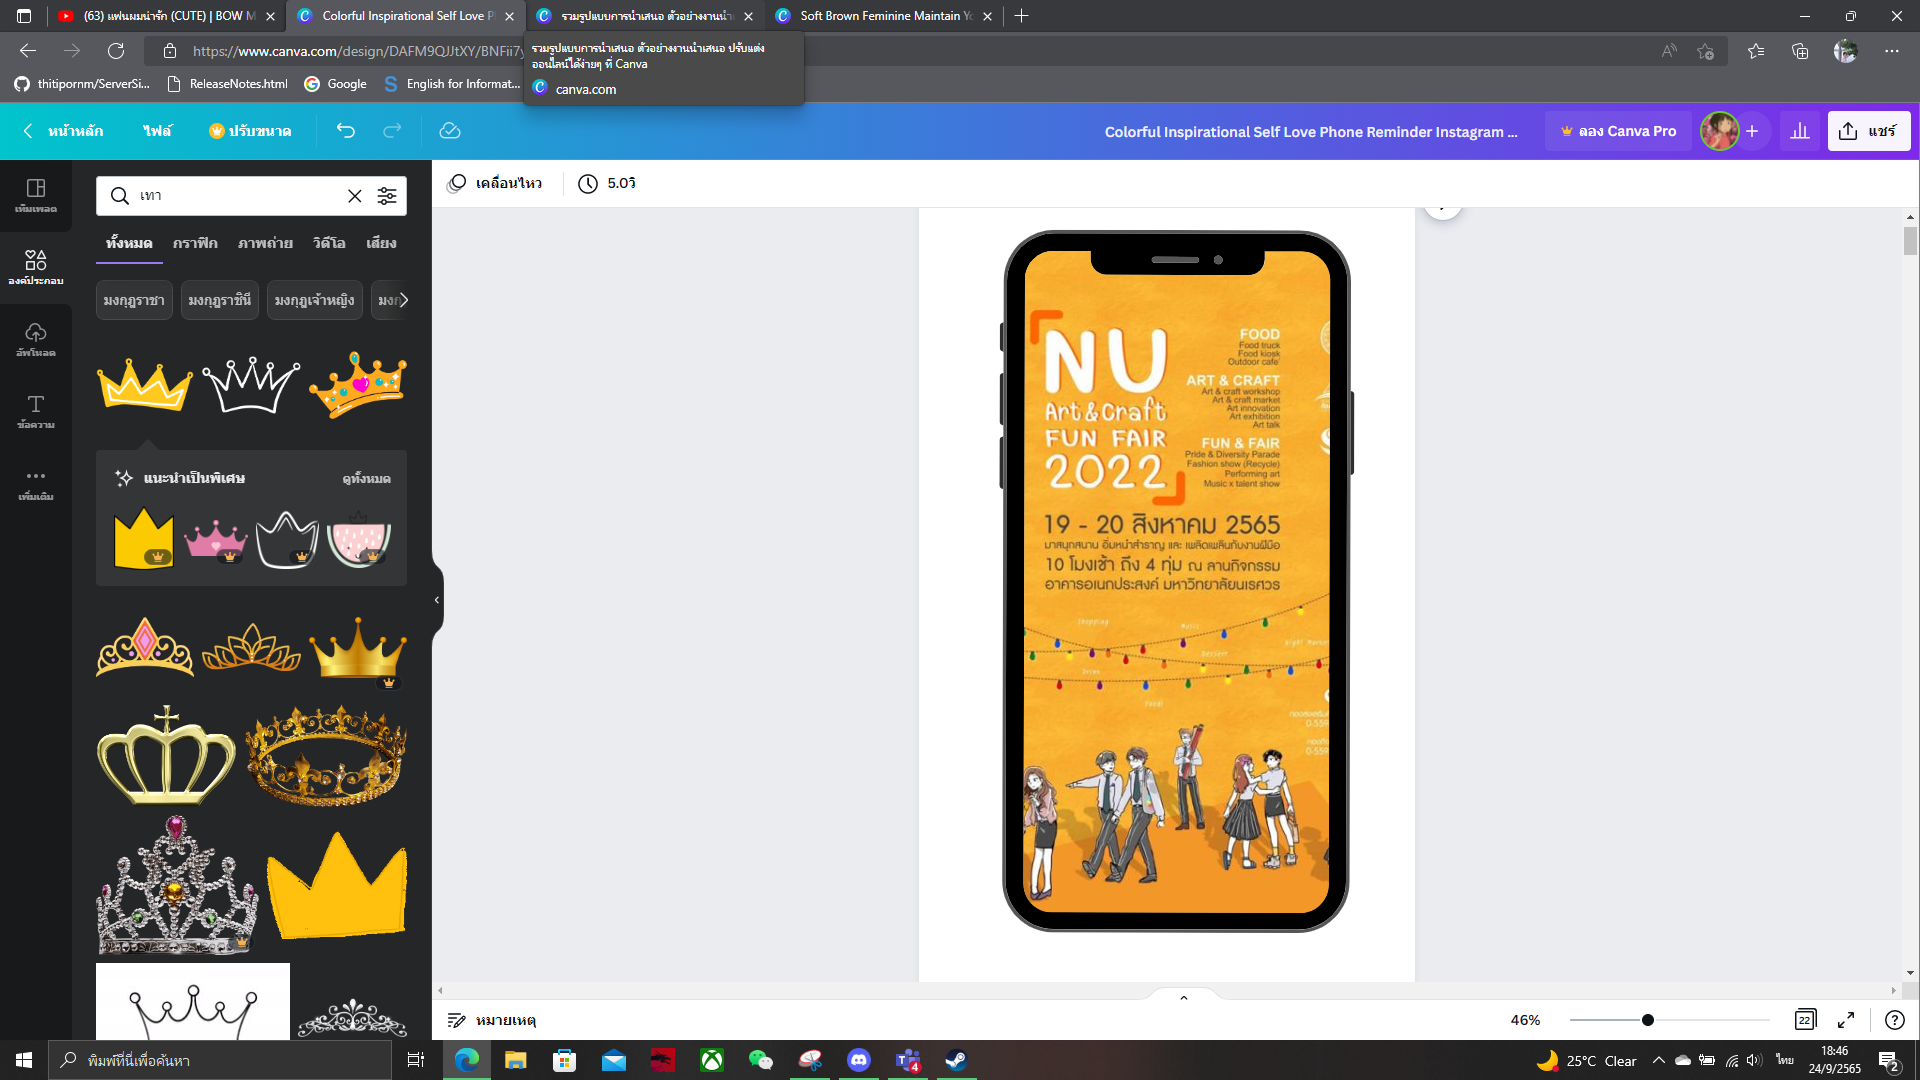 (63) แฟนผมน่ารัก (CUTE) | BOW M
Colorful Inspirational Self Love P
รวมรูปแบบการนำเสนอ ตัวอย่างงานนำ
Soft Brown Feminine Maintain Yo
https://www.canva.com/design/DAFM9QJJtXY/BNFii7y
รวมรูปแบบการนำเสนอ ตัวอย่างงานนำเสนอ ปรับแต่ง
ออนไลน์ได้ง่ายๆ ที่ Canva
canva.com
thitipornm/ServerSi...
ReleaseNotes.html
Google
English for Informat...
หน้าหลัก
ไฟล์
ปรับขนาด
Colorful Inspirational Self Love Phone Reminder Instagram ...
ลอง Canva Pro
แชร์
เทมเพลต
องค์ประกอบ
อัพโหลด
ข้อความ
เพิ่มเติม
เทา
ทั้งหมด
กราฟิก
ภาพถ่าย
วิดีโอ
เสียง
มงกุฎราชา
มงกุฎราชินี
มงกุฎเจ้าหญิง
มงก
แนะนำเป็นพิเศษ
ดูทั้งหมด
เคลื่อนไหว
5.0วิ
NU
Art & Craft
FUN FAIR
2022
FOOD
Food truck
Food kiosk
Outdoor cafe'
ART & CRAFT
Art & craft workshop
Art & craft market
Art innovation
Art exhibition
Art talk
FUN & FAIR
Pride & Diversity Parade
Fashion show (Recycle)
Performing art
Music x talent show
19 - 20 สิงหาคม 2565
มาสนุกสนาน อิ่มหนำสำราญ และ เพลิดเพลินกับงานฝีมือ
10 โมงเช้า ถึง 4 ทุ่ม ณ ลานกิจกรรม
อาคารอเนกประสงค์ มหาวิทยาลัยนเรศวร
Shopping
Music
Night Market
Dessert
Drink
Food!
หมายเหตุ
46%
22
พิมพ์ที่นี่เพื่อค้นหา
4
25°C Clear
ไทย
18:46
24/9/2565
2